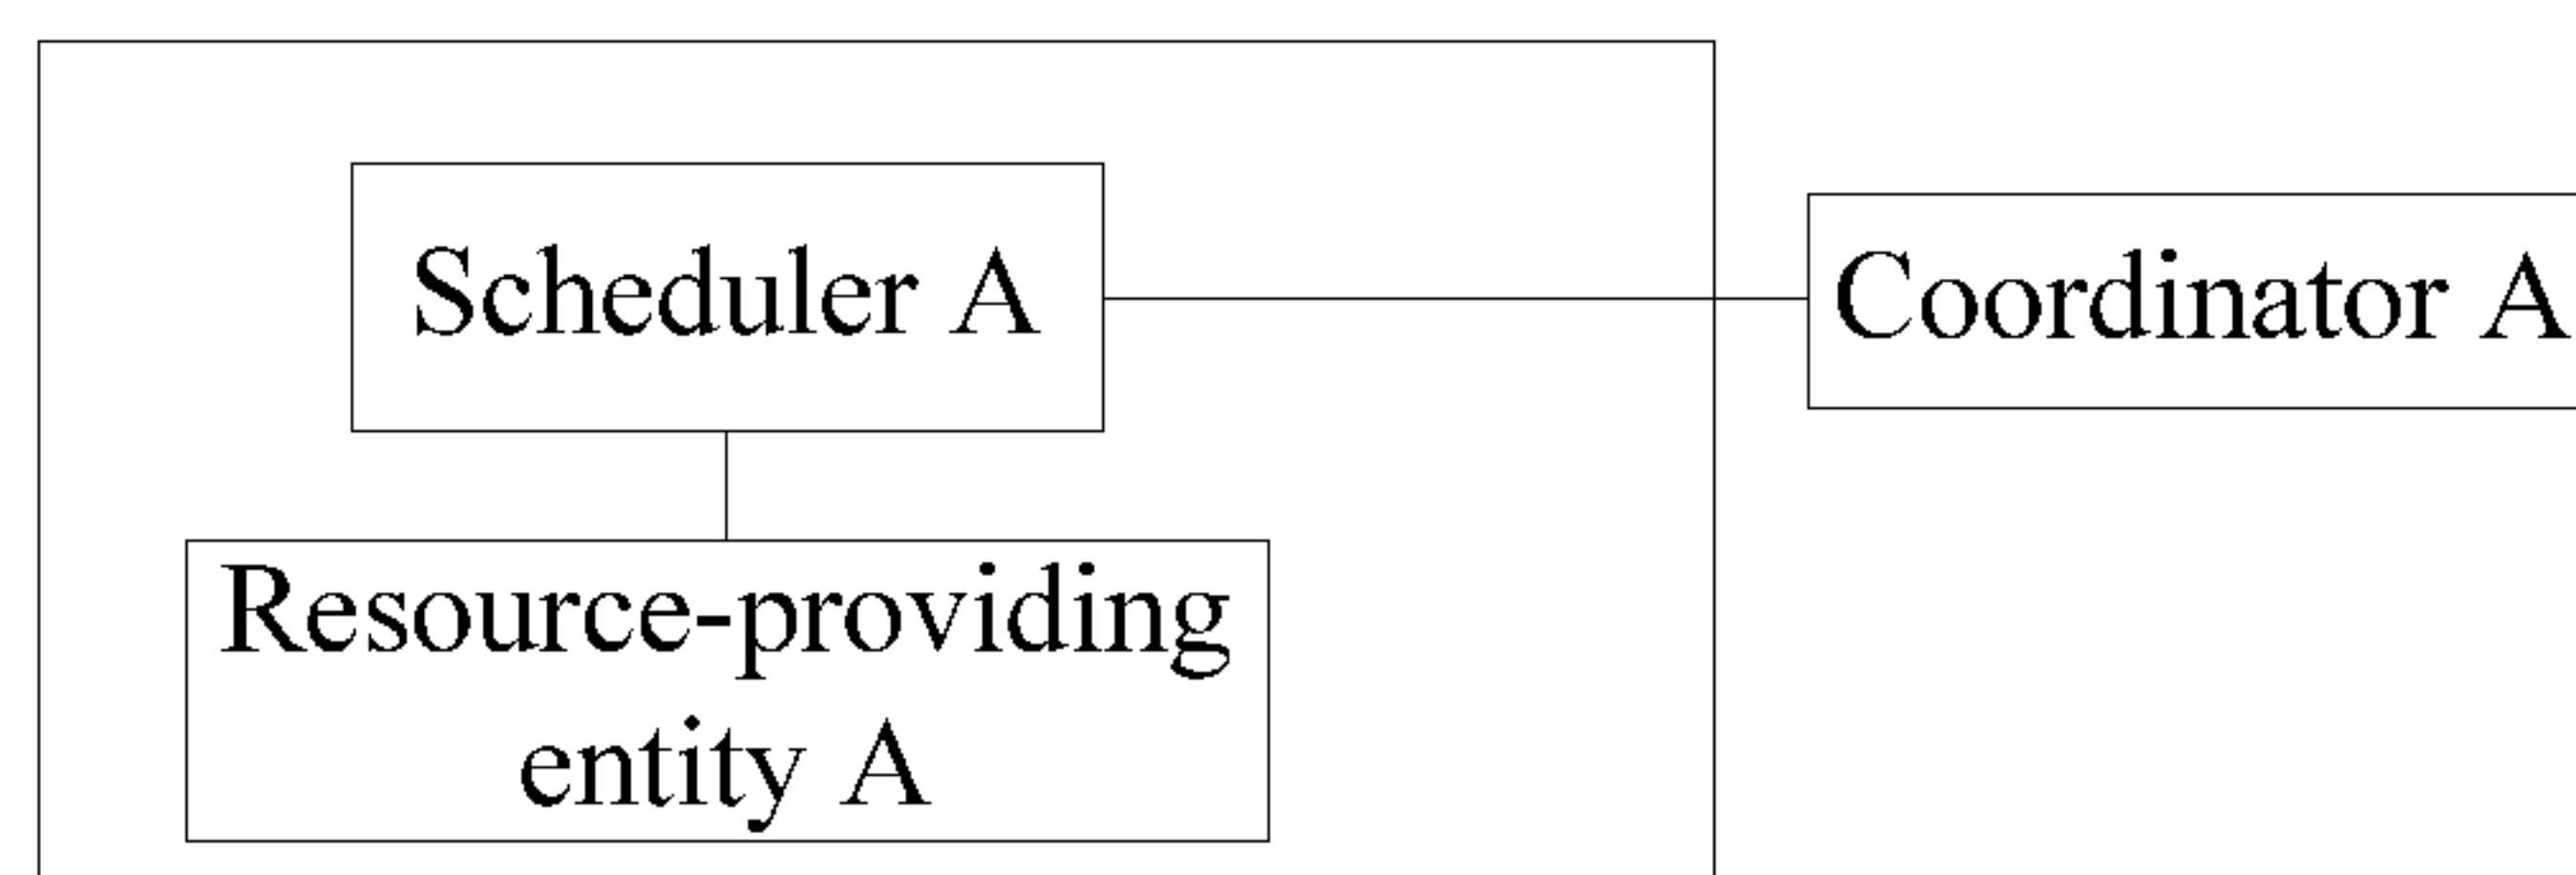 Scheduler A
Coordinator A
Resource-providing
entity A